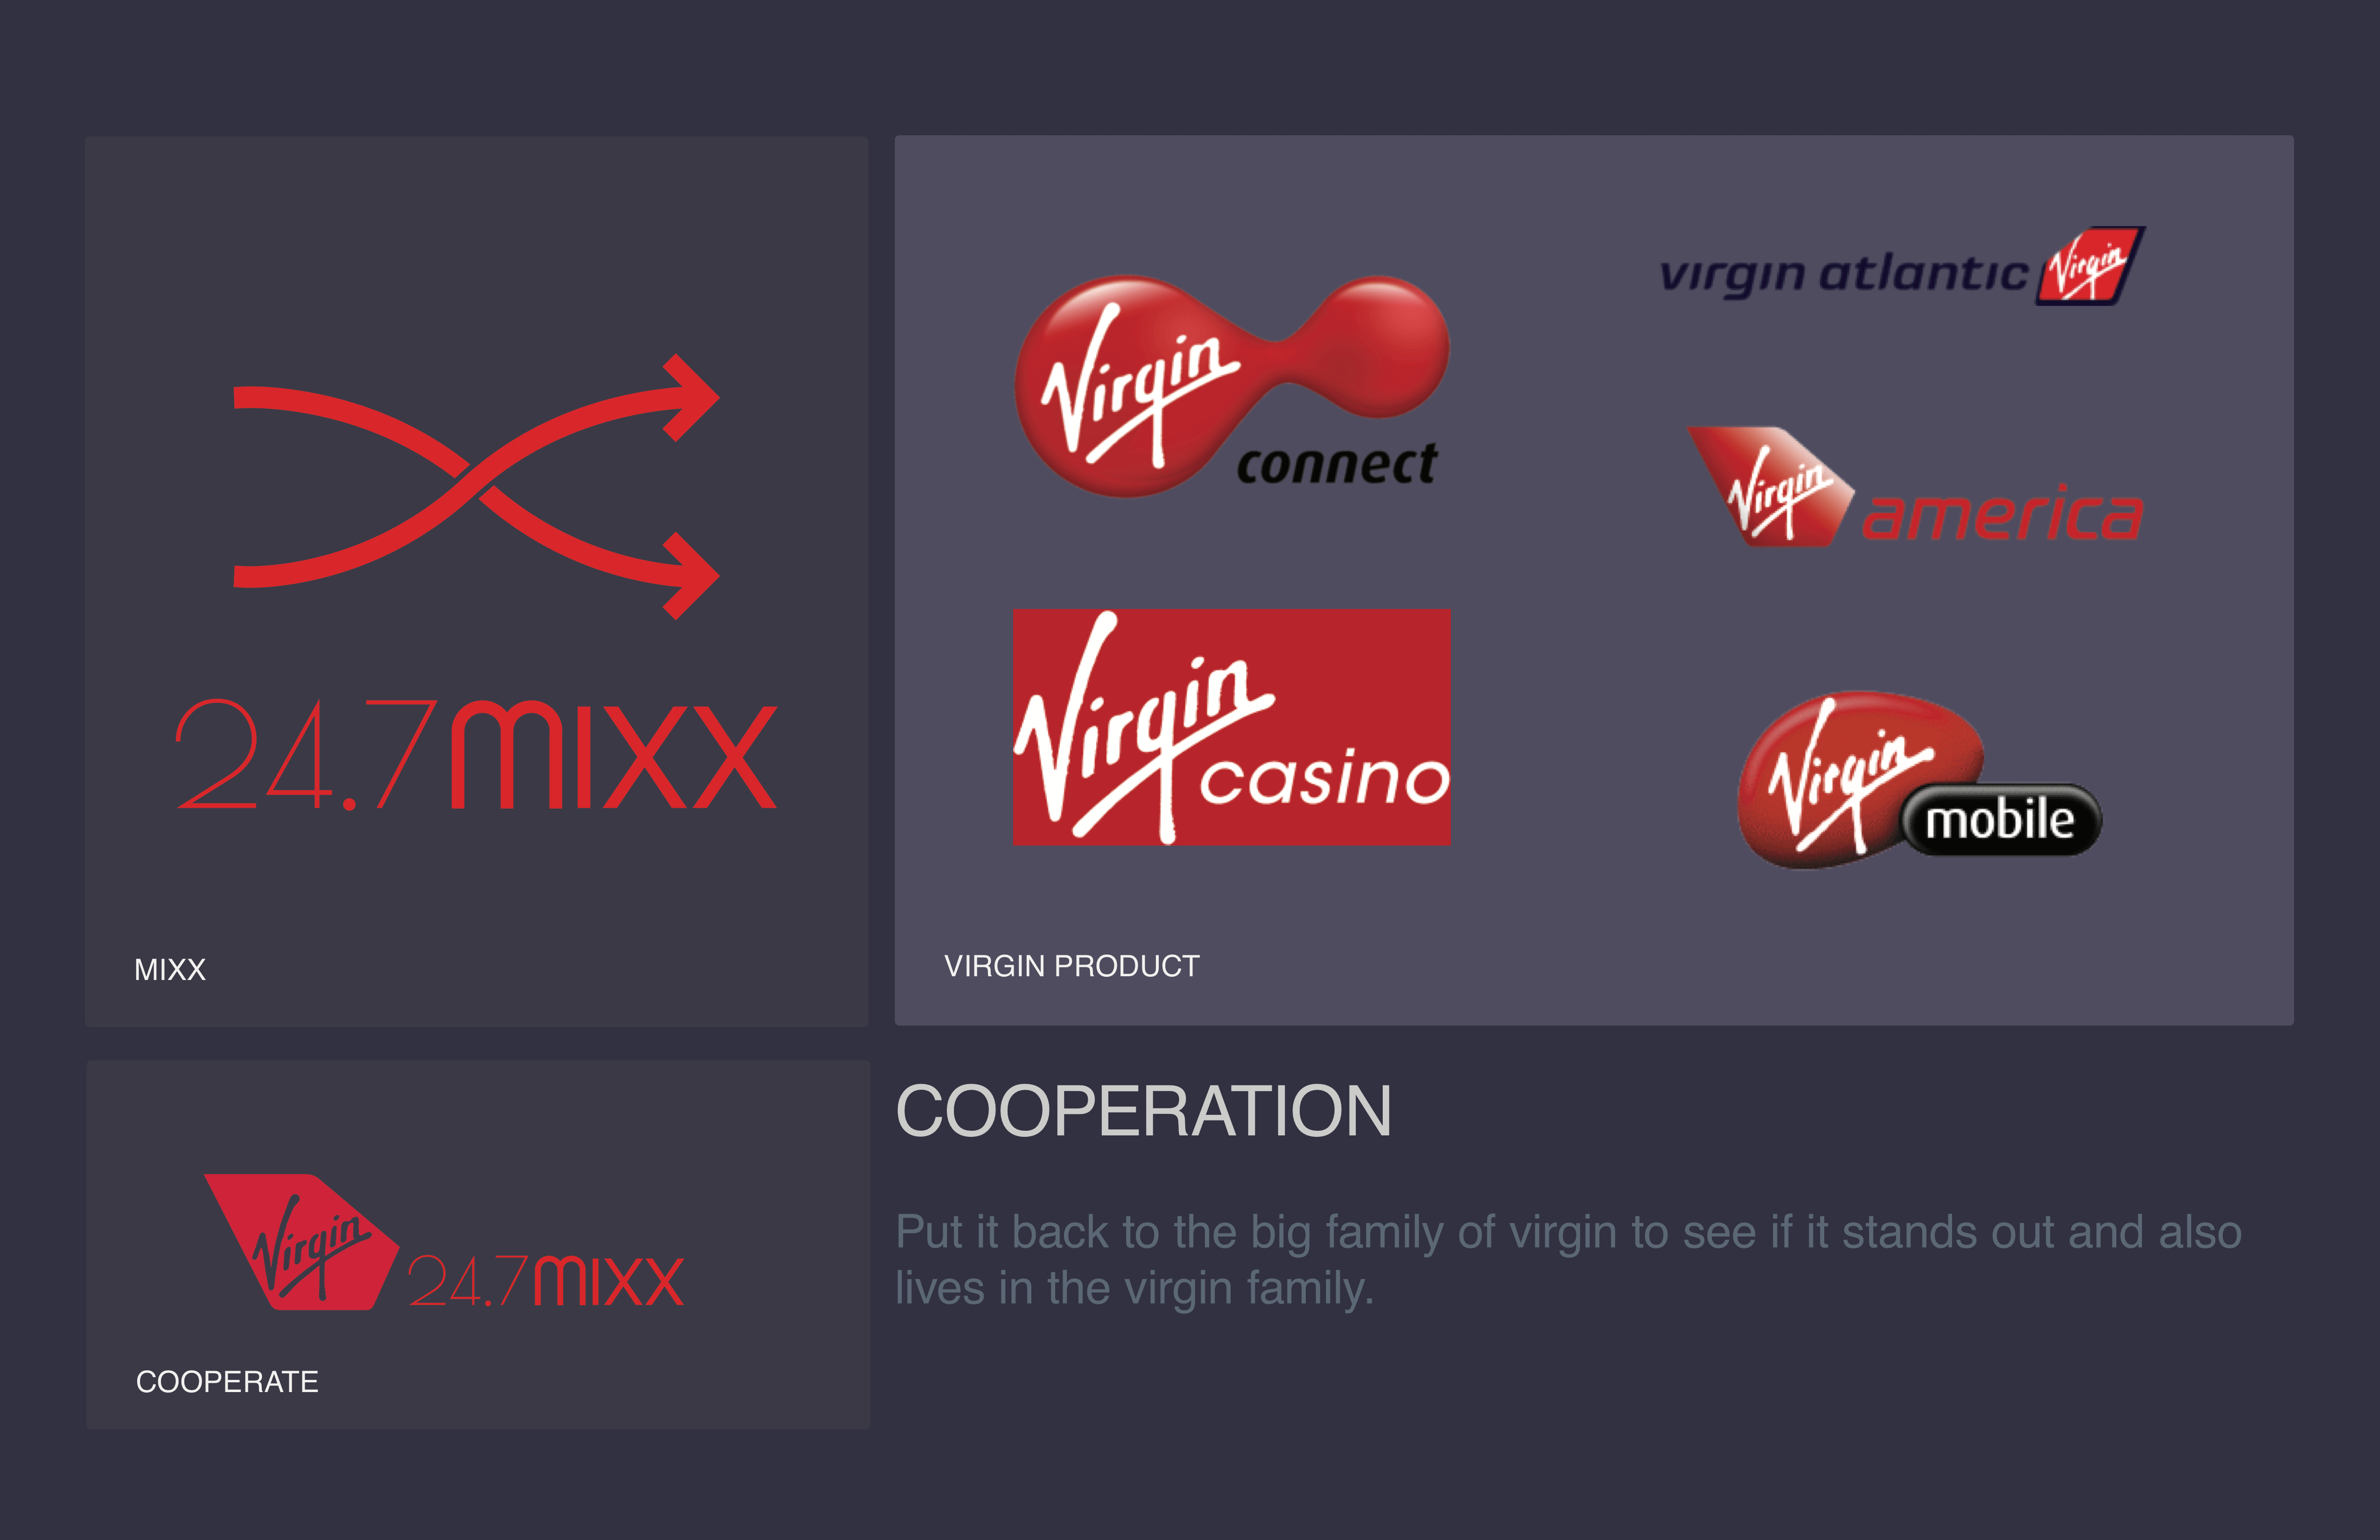 24.7mixx
MIXX
Virgin
connect
virgin atlantic Virgin
Virgin
america
Virgin
casino
Virgin
mobile
VIRGIN PRODUCT
Virgin
24.7mixx
COOPERATE
COOPERATION
Put it back to the big family of virgin to see if it stands out and also
lives in the virgin family.